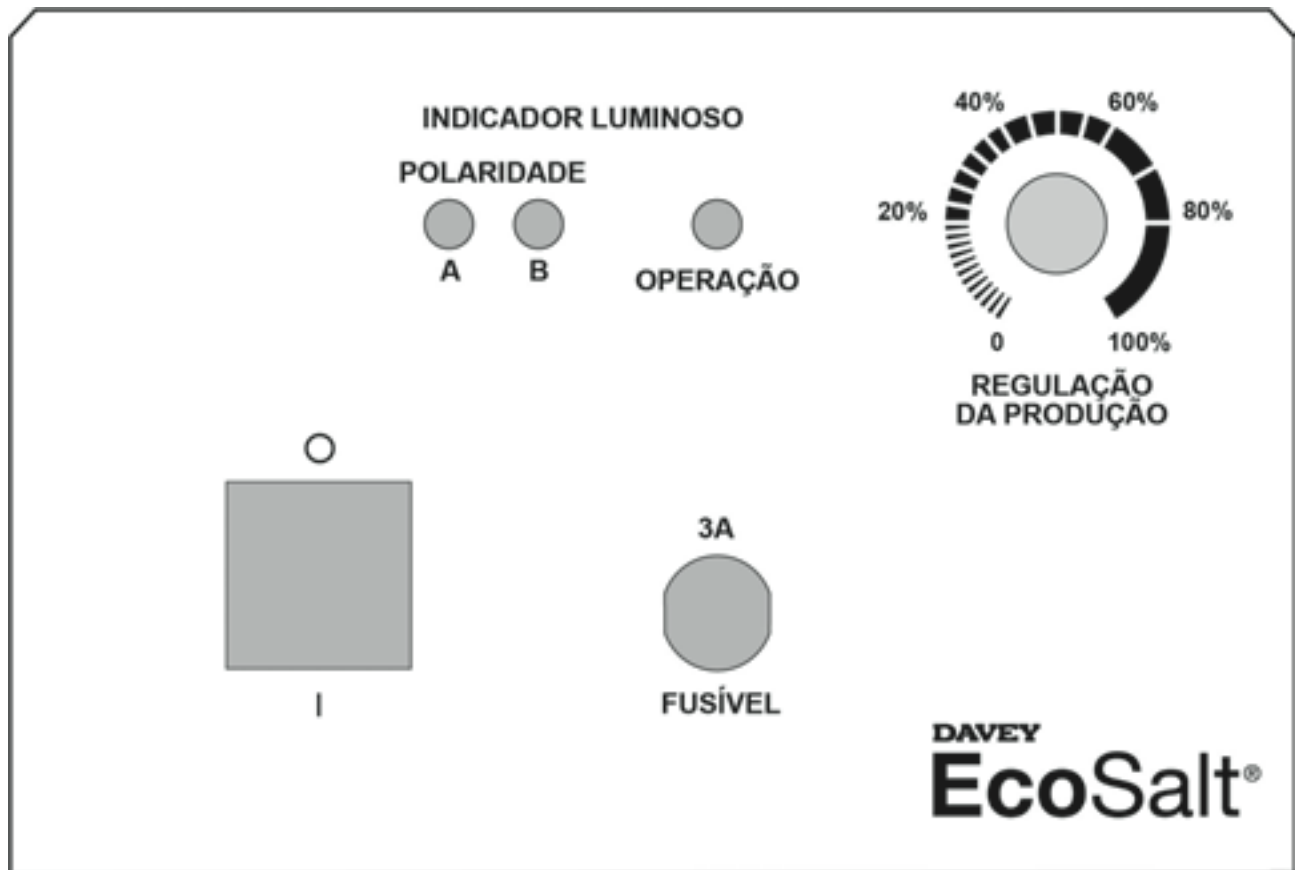 INDICADOR LUMINOSO
POLARIDADE
A B
OPERAÇÃO
40% 60%
20% 80%
0 100%
REGULAÇÃO
DA PRODUÇÃO
O
I
3A
FUSÍVEL
DAVEY
EcoSalt®